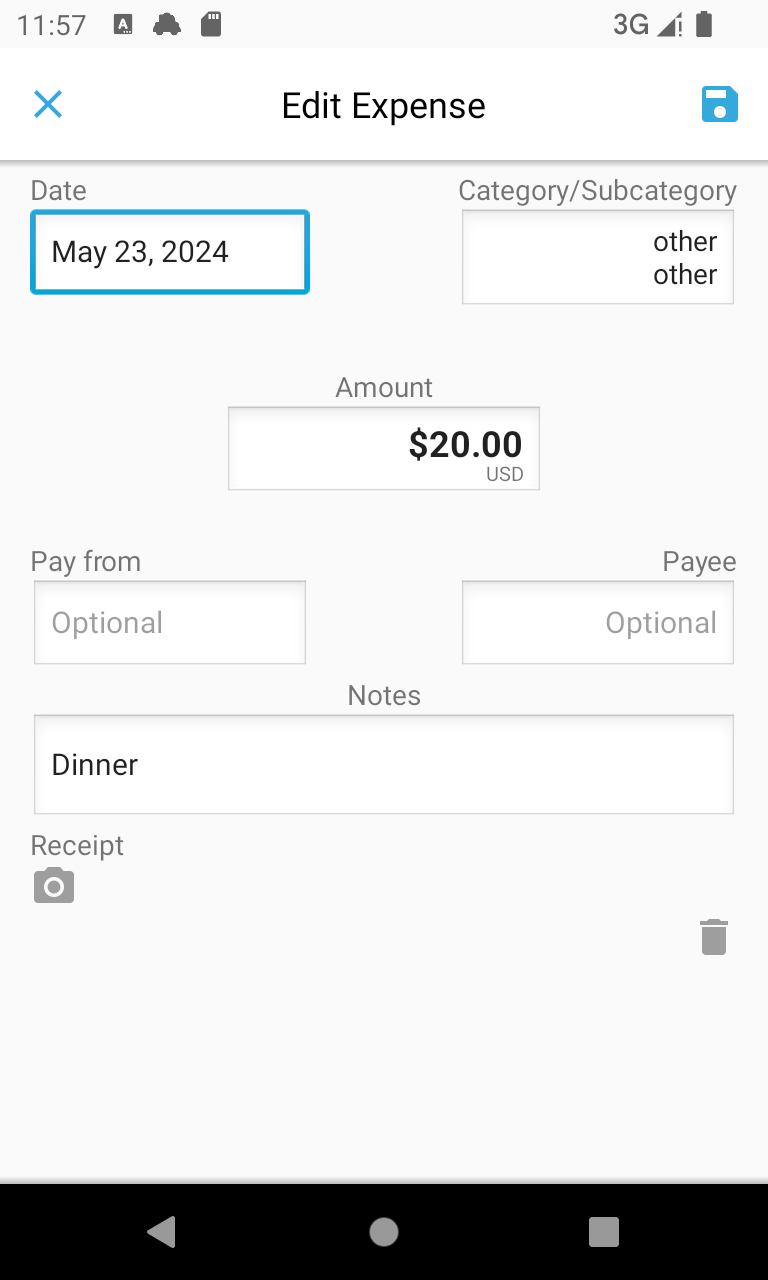 11:57
3G
Edit Expense
Date
Category/Subcategory
May 23, 2024
other
other
Amount
$20.00
USD
Pay from
Payee
Optional
Optional
Notes
Dinner
Receipt